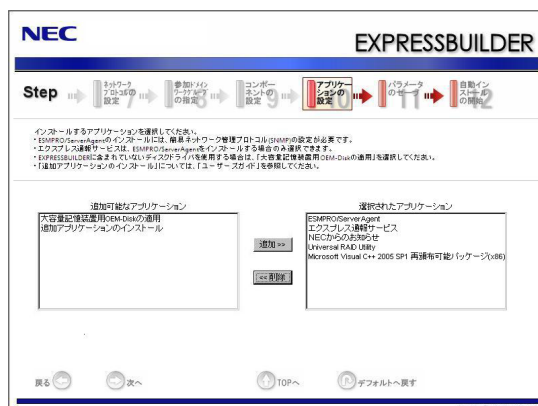 NEC
EXPRESSBUILDER
Step
ネットワーク
プロトコルの
設定 7
参加ドメイン
ワークグループ
の指定 8
コンポー
ネントの
設定 9
アプリケー
ションの
設定 10
パラメータ
のセーブ 11
自動イン
ストール
の開始 12
インストールするアプリケーションを選択してください。
・ESMPRO/ServerAgentのインストールには、簡易ネットワーク管理プロトコル(SNMP)の設定が必要です。
・エクスプレス通報サービスは、ESMPRO/ServerAgentをインストールする場合のみ選択できます。
・EXPRESSBUILDERに含まれていないディスクドライバを使用する場合は、「大容量記憶装置用OEM-Diskの適用」を選択してください。
・「追加アプリケーションのインストール」については、「ユーザーズガイド」を参照してください。
追加可能なアプリケーション
大容量記憶装置用OEM-Diskの適用
追加アプリケーションのインストール
追加 >>
<< 削除
選択されたアプリケーション
ESMPRO/ServerAgent
エクスプレス通報サービス
NECからのお知らせ
Universal RAID Utility
Microsoft Visual C++ 2005 SP1 再頒布可能パッケージ(x86)
戻る
次へ
TOPへ
デフォルトへ戻す